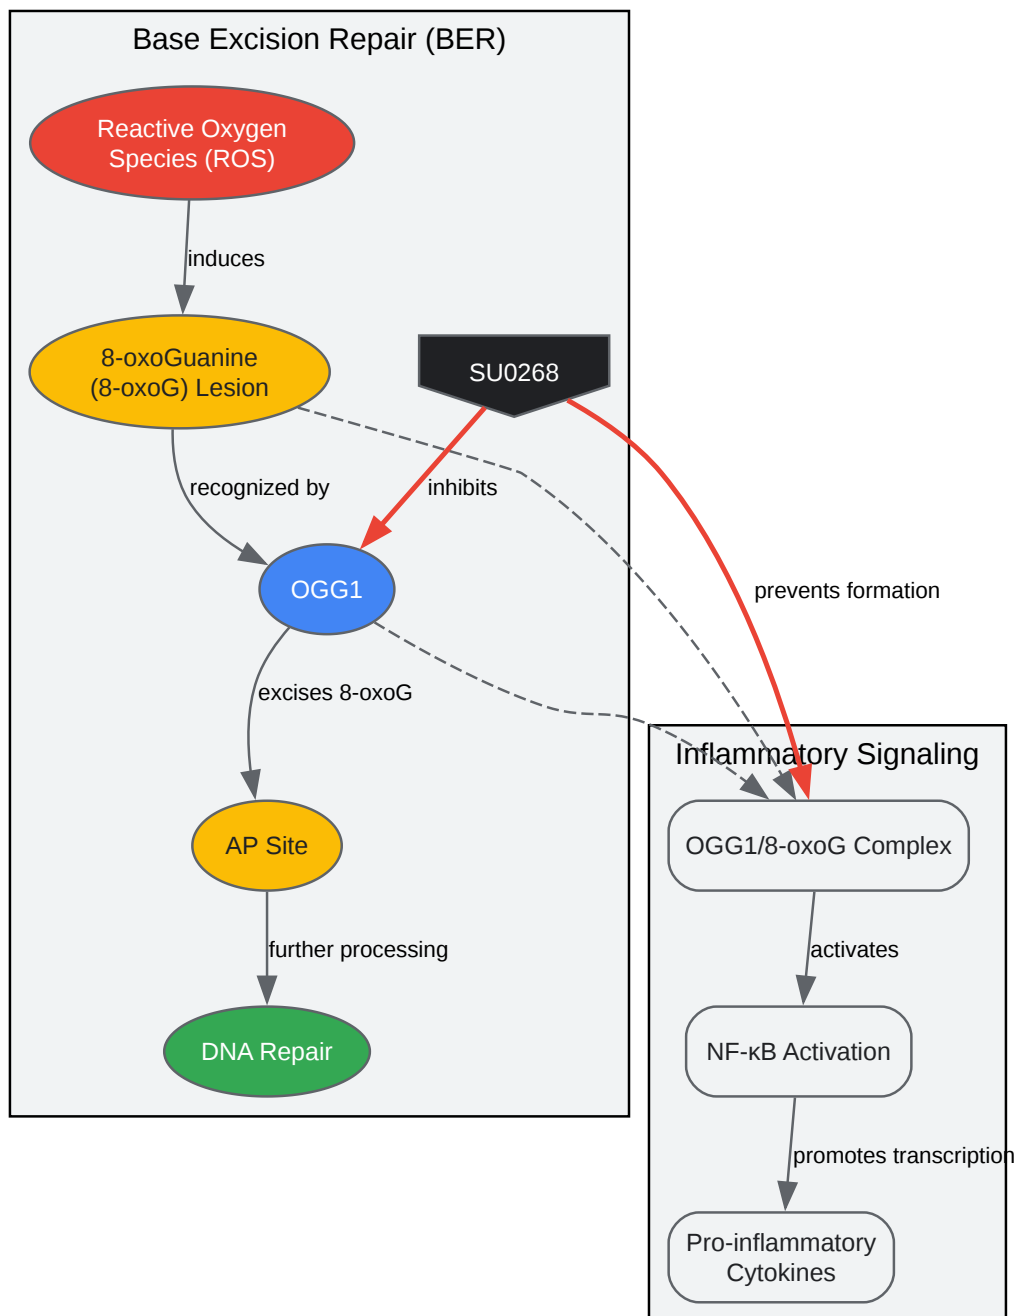 Base Excision Repair (BER)
Reactive Oxygen
Species (ROS)
induces
8-oxoGuanine
(8-oxoG) Lesion
SU0268
recognized by
inhibits
OGG1
prevents formation
excises 8-oxoG
Inflammatory Signaling
AP Site
OGG1/8-oxoG Complex
further processing
activates
DNA Repair
NF-κB Activation
promotes transcription
Pro-inflammatory
Cytokines